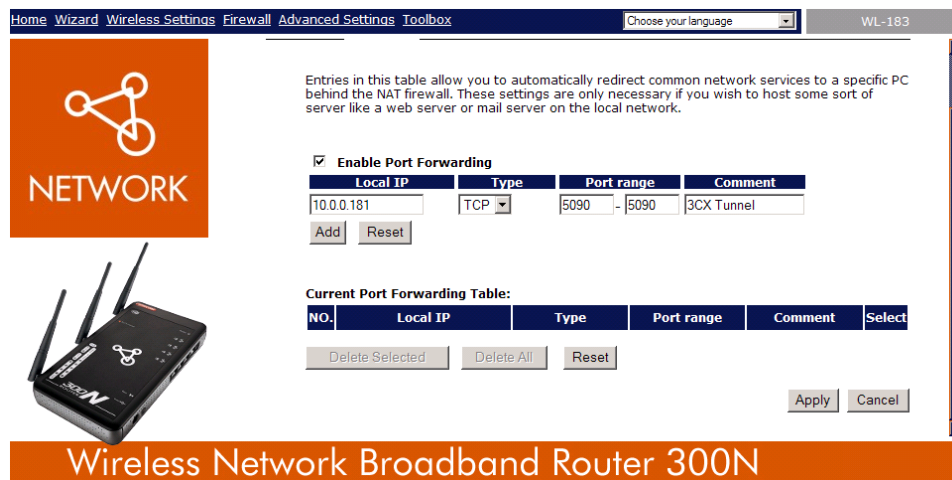 Home Wizard Wireless Settings Firewall Advanced Settings Toolbox Choose your language WL-183
Entries in this table allow you to automatically redirect common network services to a specific PC
behind the NAT firewall. These settings are only necessary if you wish to host some sort of
server like a web server or mail server on the local network.
NETWORK
Enable Port Forwarding
Local IP Type Port range Comment
10.0.0.181 TCP 5090 - 5090 3CX Tunnel
Add Reset
Current Port Forwarding Table:
NO. Local IP Type Port range Comment Select
Delete Selected Delete All Reset
300N
Apply Cancel
Wireless Network Broadband Router 300N